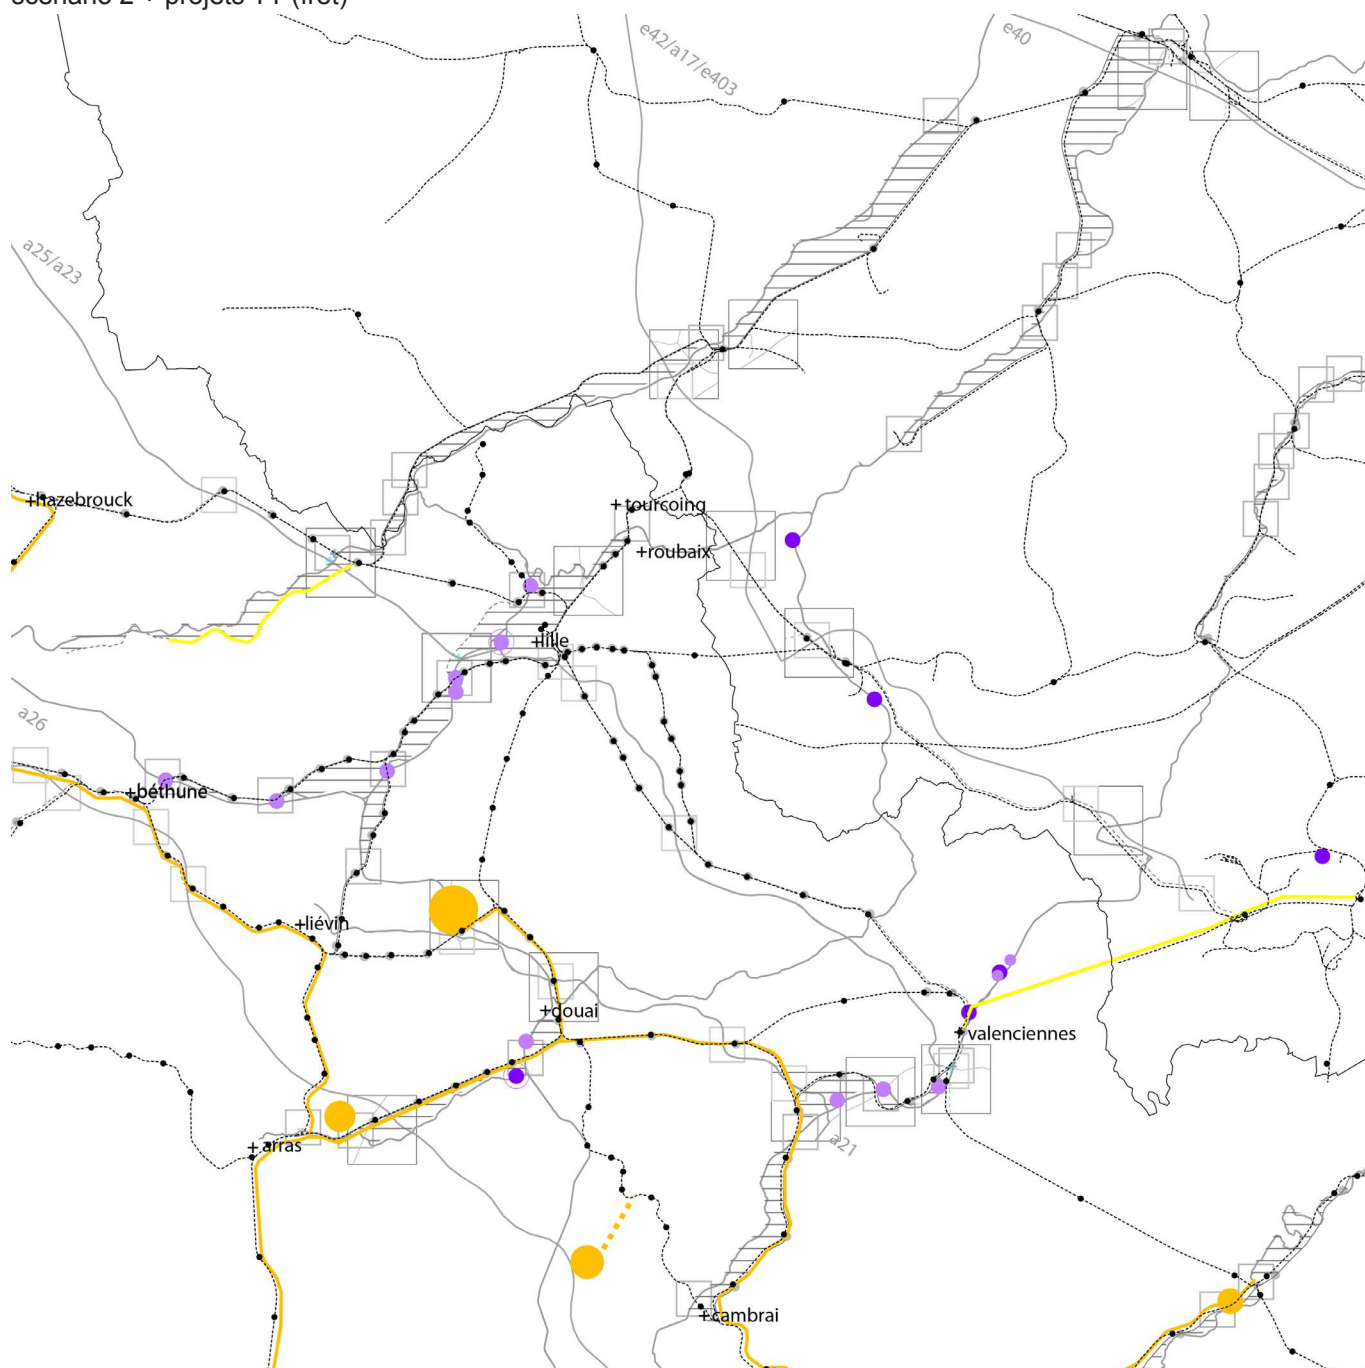 scénario 2 + projets TT (fret)
e42/a17/e403
e40
a25/a23
+hazebrouck
+ tourcoing
+roubaix
+lille
a26
+béthune
+liévin
+douai
+ valenciennes
a21
+ arras
+cambrai